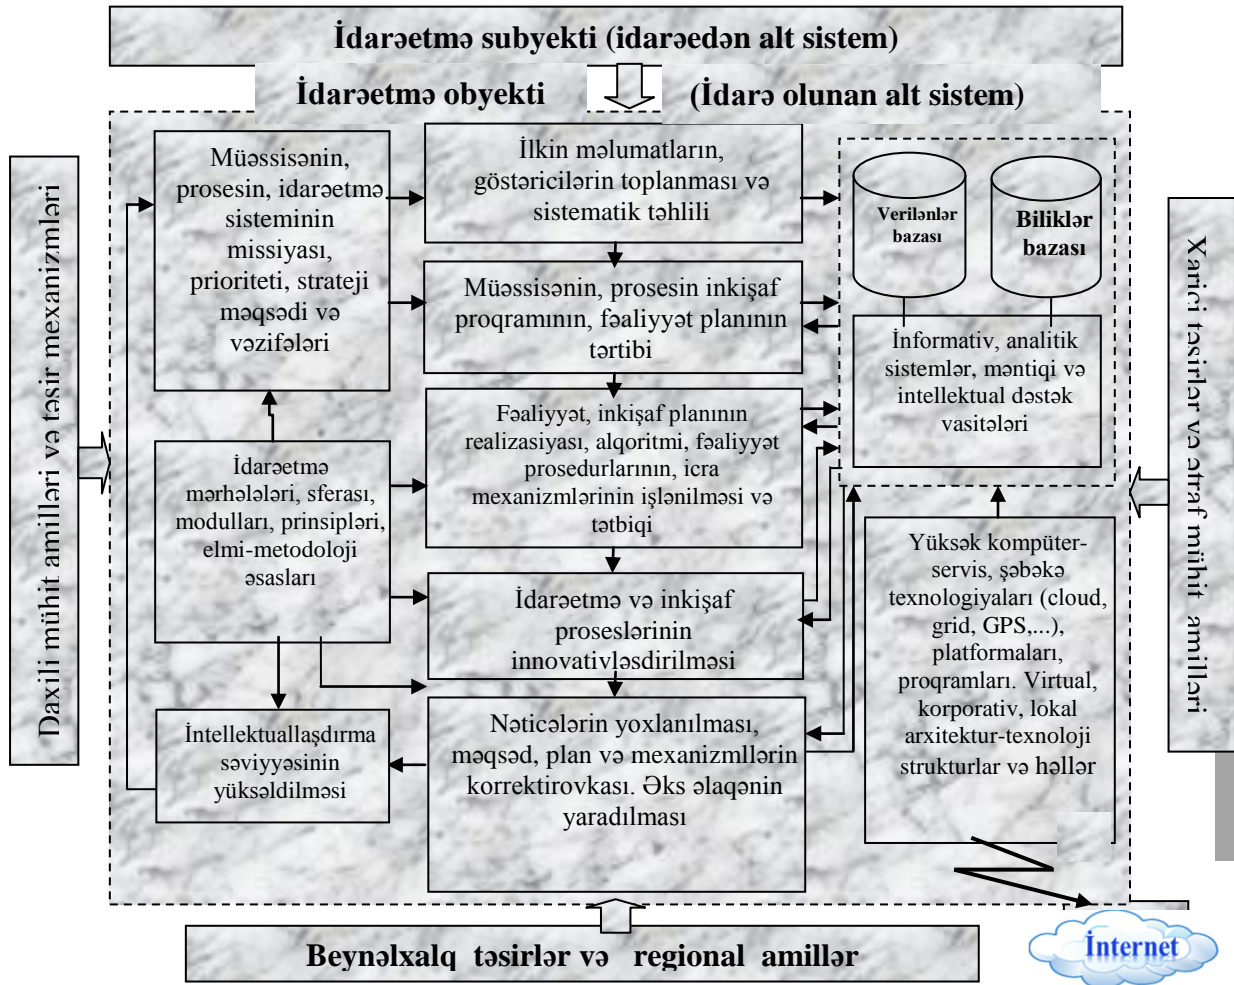 İdarəetmə subyekti (idarəedən alt sistem)
İdarəetmə obyekti
(İdarə olunan alt sistem)
Daxili mühit amilləri və təsir mexanizmləri
Müəssisənin,
prosesin, idarəetmə
sisteminin
missiyası,
prioriteti, strateji
məqsədi və
vəzifələri
İdarəetmə
mərhələləri, sferası,
modulları, prinsipləri,
elmi-metodoloji
əsasları
İntellektuallaşdırma
səviyyəsinin
yüksəldilməsi
İlkin məlumatların,
göstəricilərin toplanması və
sistematik təhlili
Müəssisənin, prosesin inkişaf
proqramının, fəaliyyət planının
tərtibi
Fəaliyyət, inkişaf planının
realizasiyası, alqoritmi, fəaliyyət
prosedurlarının, icra
mexanizmlərinin işlənilməsi və
tətbiqi
İdarəetmə və inkişaf
proseslərinin
innovativləşdirilməsi
Nəticələrin yoxlanılması,
məqsəd, plan və mexanizmllərin
korrektirovkası. Əks əlaqənin
yaradılması
Verilənlər
bazası
Biliklər
bazası
İnformativ, analitik
sistemlər, məntiqi və
intellektual dəstək
vasitələri
Yüksək kompüter-
servis, şəbəkə
texnologiyaları (cloud,
grid, GPS,...),
platformaları,
proqramları. Virtual,
korporativ, lokal
arxitektur-texnoloji
strukturlar və həllər
Xarici təsirlər və ətraf mühit amilləri
Beynəlxalq təsirlər və regional amillər
İnternet